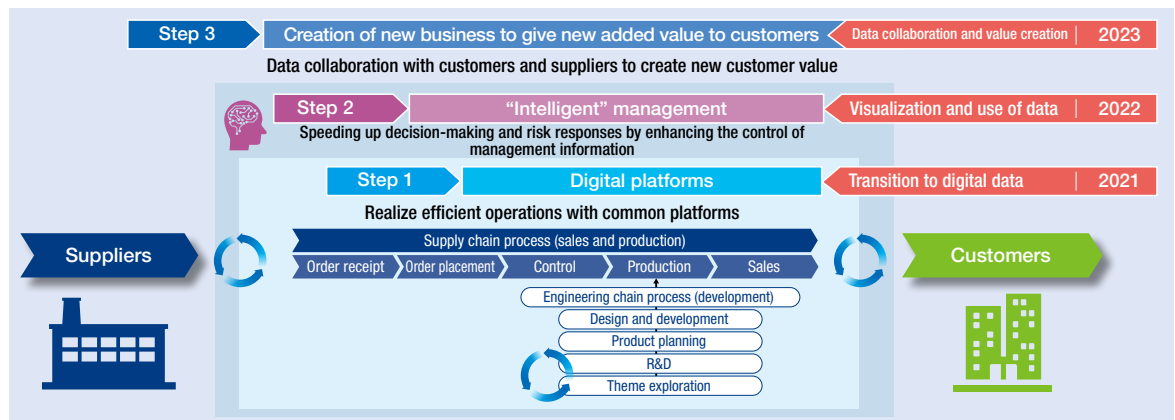 Step 3
Creation of new business to give new added value to customers
Data collaboration and value creation | 2023
Data collaboration with customers and suppliers to create new customer value
Step 2
“Intelligent” management
Visualization and use of data | 2022
Speeding up decision-making and risk responses by enhancing the control of
management information
Step 1
Digital platforms
Transition to digital data | 2021
Realize efficient operations with common platforms
Suppliers
Supply chain process (sales and production)
Order receipt
Order placement
Control
Production
Sales
Customers
Engineering chain process (development)
Design and development
Product planning
R&D
Theme exploration